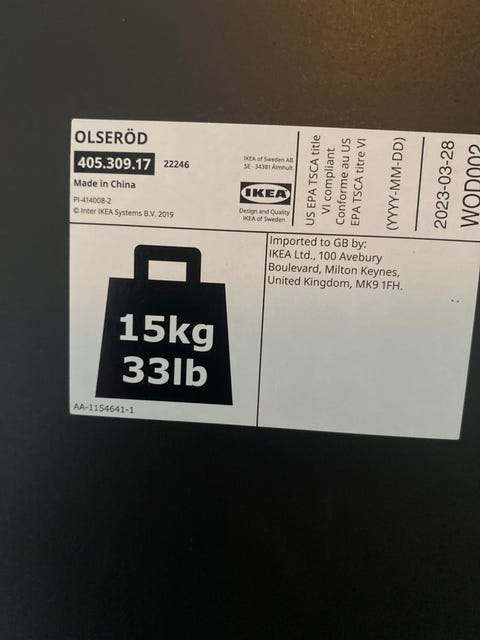 OLSERÖD
405.309.17 22246
Made in China
PI-414008-2
© Inter IKEA Systems B.V. 2019
IKEA of Sweden AB
SE - 34381 Älmhult
IKEA
Design and Quality
IKEA of Sweden
US EPA TSCA title
VI compliant
Conforme au US
EPA TSCA titre VI
(YYYY-MM-DD)
2023-03-28
WOD002
15kg
33lb
AA-1154641-1
Imported to GB by:
IKEA Ltd., 100 Avebury
Boulevard, Milton Keynes,
United Kingdom, MK9 1FH.